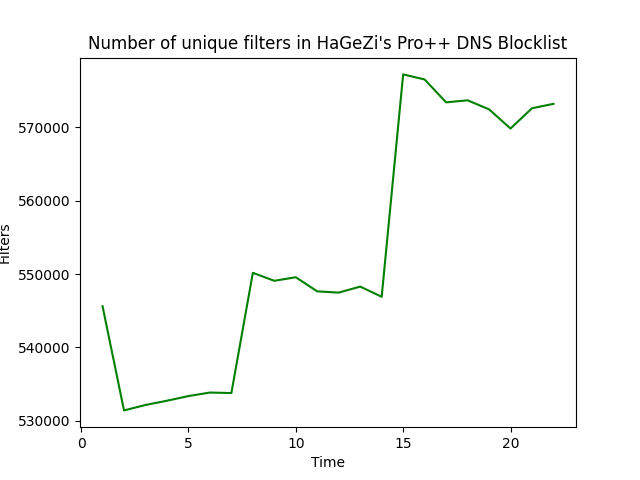 Number of unique filters in HaGeZi's Pro++ DNS Blocklist
570000
560000
550000
540000
530000
Filters
0 5 10 15 20
Time